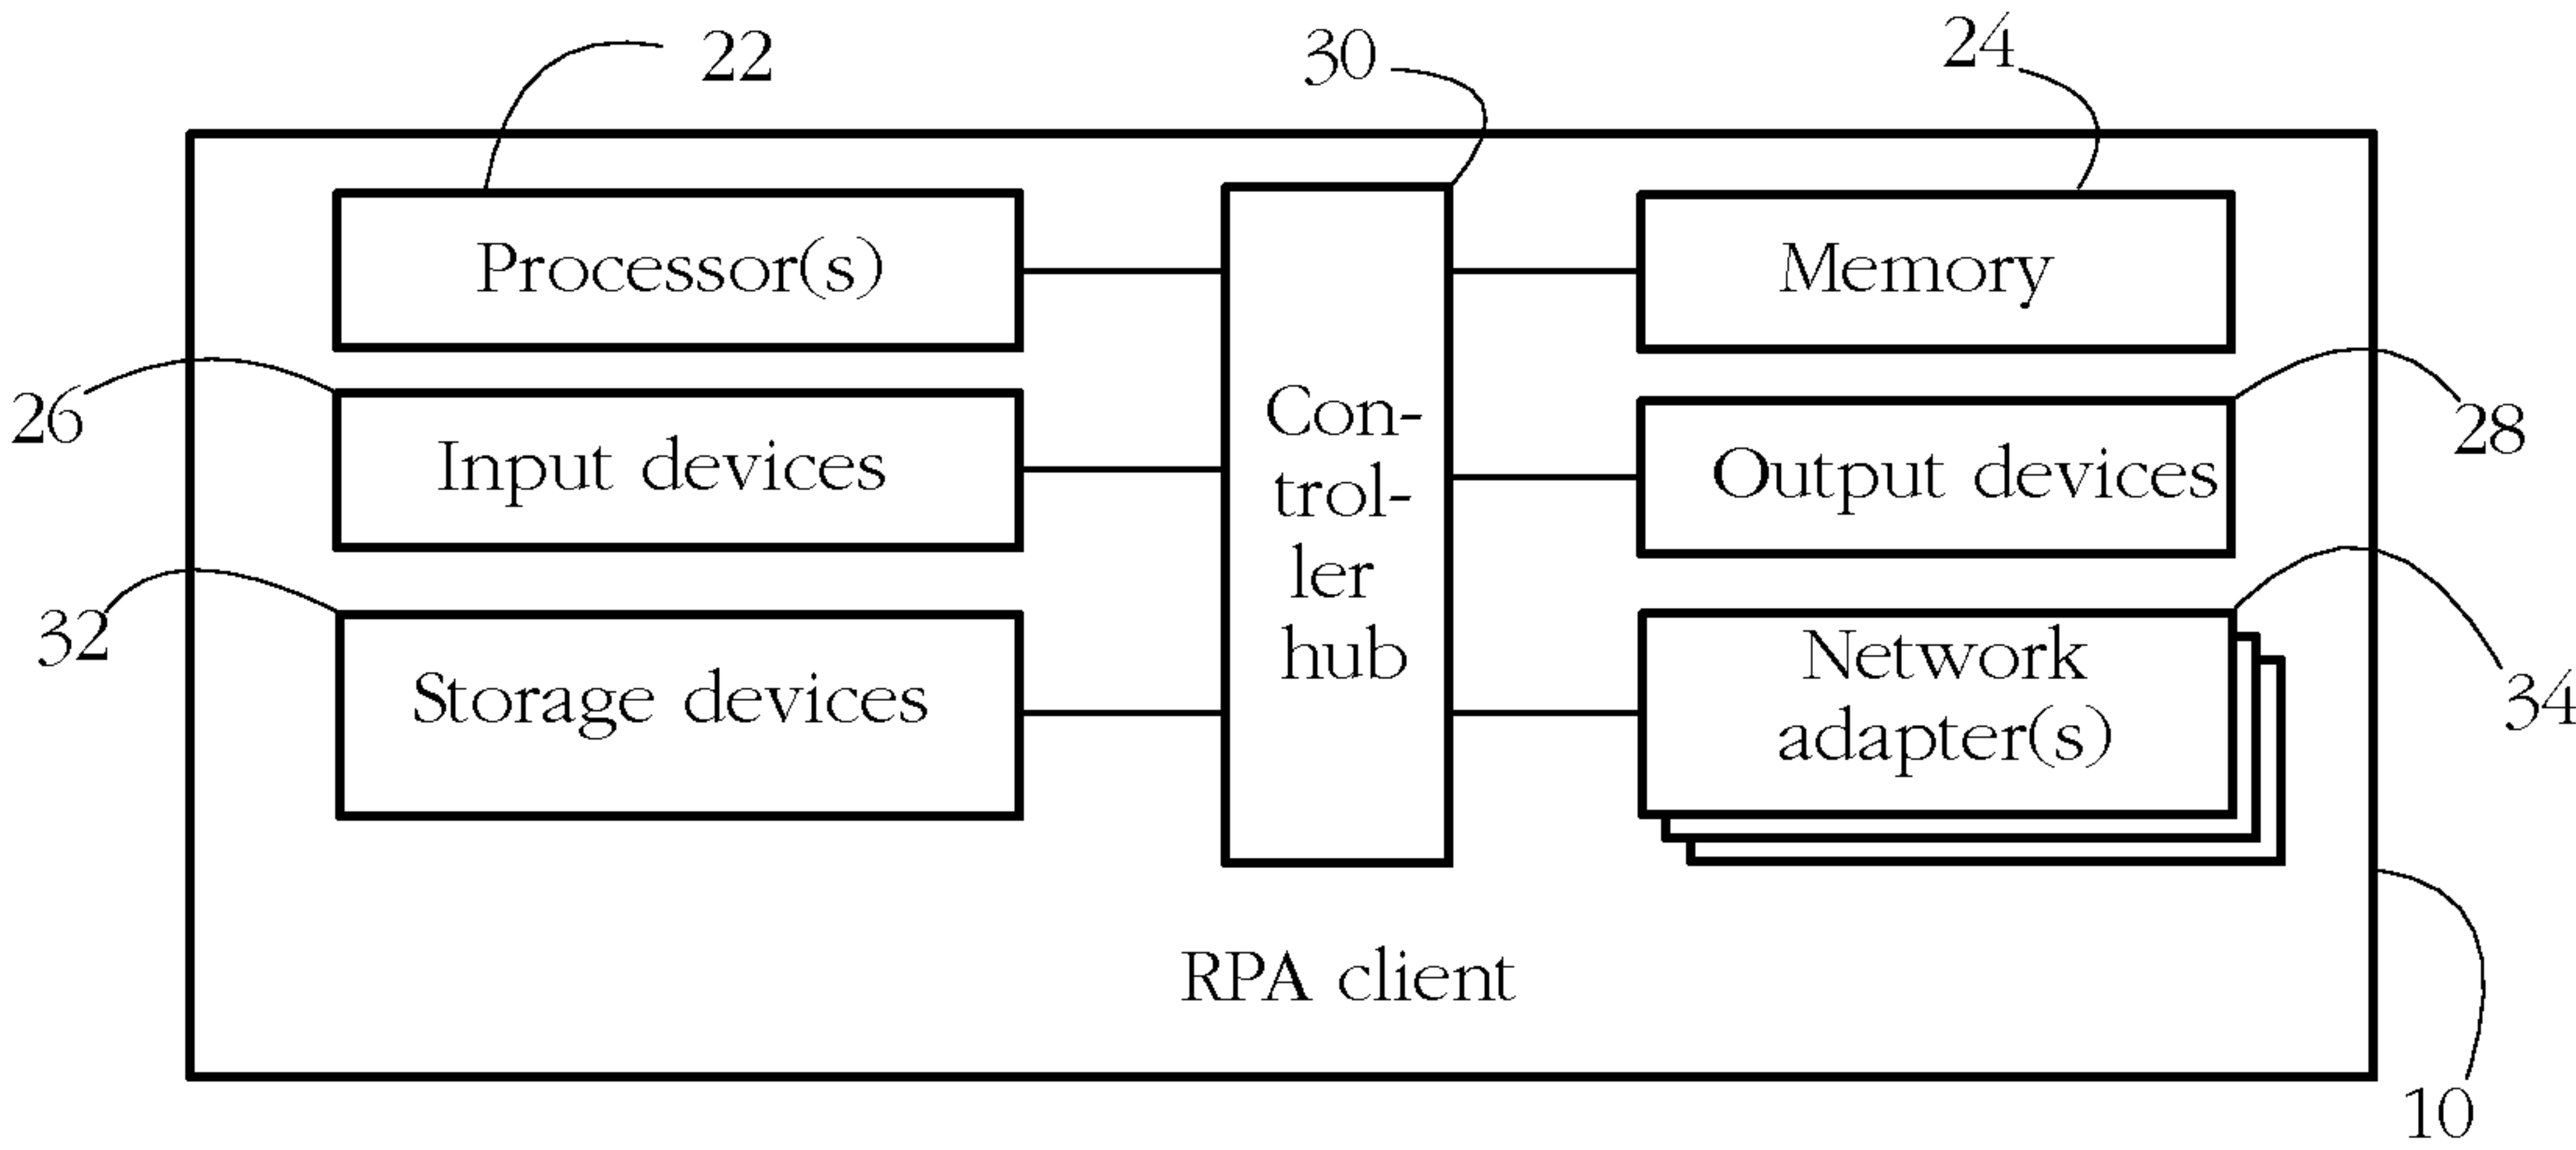 22
30
24
Processor(s)
Memory
26
Input devices
Con-
trol-
ler
hub
Output devices
28
32
Storage devices
Network
adapter(s)
34
RPA client
10